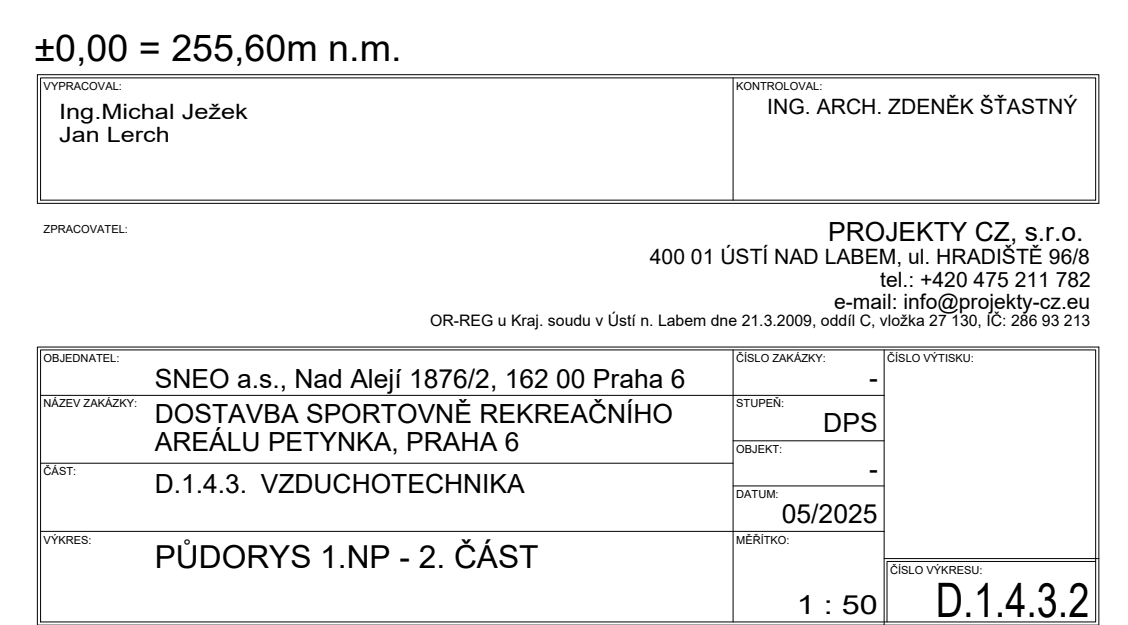 ±0,00 = 255,60m n.m.
VYPRACOVAL:
Ing.Michal Ježek
Jan Lerch
KONTROLOVAL:
ING. ARCH. ZDENĚK ŠŤASTNÝ
ZPRACOVATEL:
PROJEKTY CZ, s.r.o.
400 01 ÚSTÍ NAD LABEM, ul. HRADIŠTĚ 96/8
tel.: +420 475 211 782
e-mail: info@projekty-cz.eu
OR-REG u Kraj. soudu v Ústí n. Labem dne 21.3.2009, oddíl C, vložka 27 130, IČ: 286 93 213
OBJEDNATEL:
SNEO a.s., Nad Alejí 1876/2, 162 00 Praha 6
ČÍSLO ZAKÁZKY:
-
ČÍSLO VÝTISKU:
NÁZEV ZAKÁZKY:
DOSTAVBA SPORTOVNĚ REKREAČNÍHO
AREÁLU PETYNKA, PRAHA 6
STUPEŇ:
DPS
OBJEKT:
-
ČÁST:
D.1.4.3. VZDUCHOTECHNIKA
DATUM:
05/2025
VÝKRES:
PŮDORYS 1.NP - 2. ČÁST
MĚŘÍTKO:
1 : 50
ČÍSLO VÝKRESU:
D.1.4.3.2